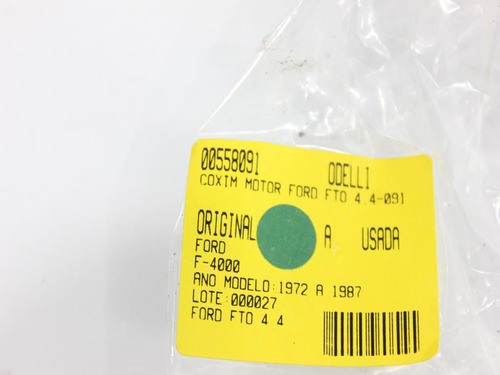 00558091 ODELLI
COXIM MOTOR FORD FTO 4.4-091
ORIGINAL A USADA
FORD
F-4000
ANO MODELO:1972 A 1987
LOTE:000027
FORD FTO 4 4